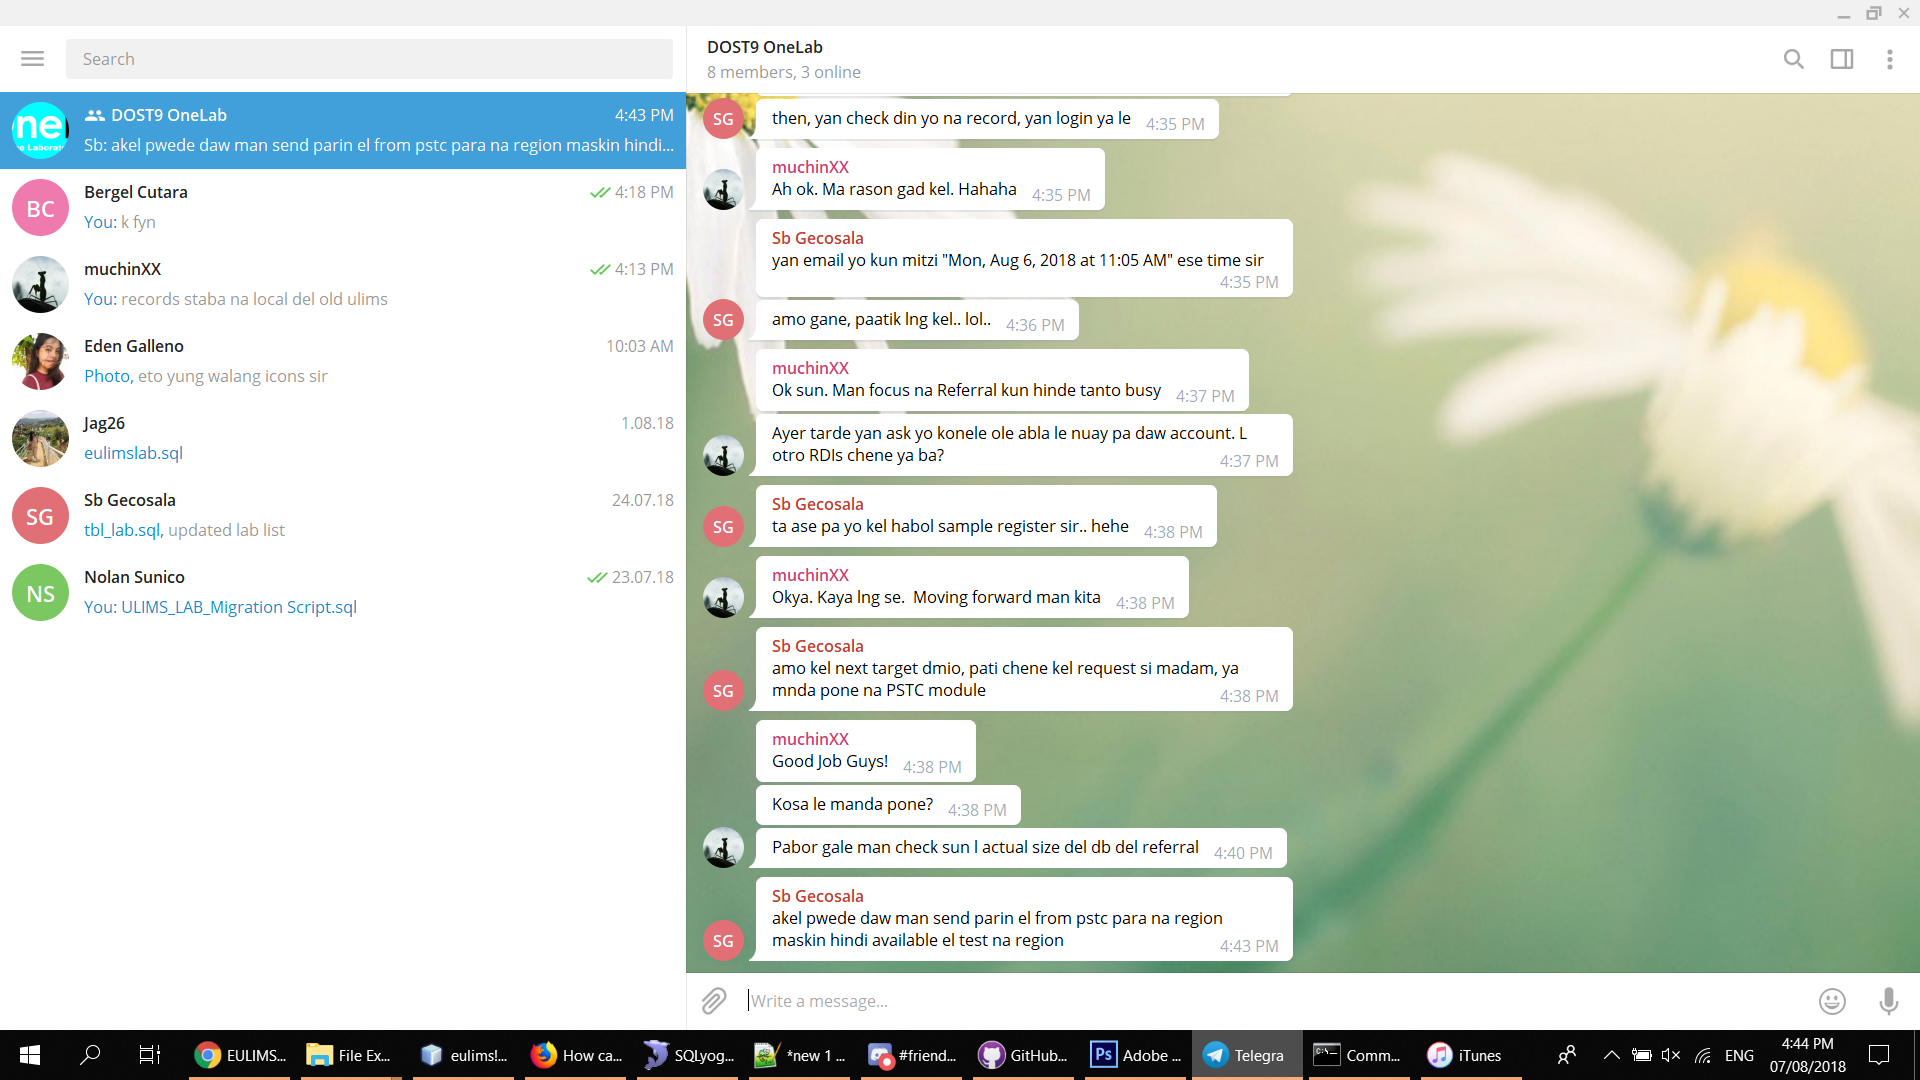 Search
DOST9 OneLab
4:43 PM
Sb: akel pwede daw man send parin el from pstc para na region maskin hindi...
ne
e Laborat
BC
Bergel Cutara
4:18 PM
You: k fyn
muchinXX
4:13 PM
You: records staba na local del old ulims
Eden Galleno
10:03 AM
Photo, eto yung walang icons sir
Jag26
1.08.18
eulimslab.sql
SG
Sb Gecosala
24.07.18
tbl_lab.sql, updated lab list
NS
Nolan Sunico
23.07.18
You: ULIMS_LAB_Migration Script.sql
DOST9 OneLab
8 members, 3 online
SG
then, yan check din yo na record, yan login ya le
4:35 PM
muchinXX
Ah ok. Ma rason gad kel. Hahaha
4:35 PM
Sb Gecosala
yan email yo kun mitzi "Mon, Aug 6, 2018 at 11:05 AM" ese time sir
4:35 PM
SG
amo gane, paatik lng kel.. lol..
4:36 PM
muchinXX
Ok sun. Man focus na Referral kun hinde tanto busy
4:37 PM
Ayer tarde yan ask yo konele ole abla le nuay pa daw account. L
otro RDIs chene ya ba?
4:37 PM
Sb Gecosala
SG
ta ase pa yo kel habol sample register sir.. hehe
4:38 PM
muchinXX
Okya. Kaya lng se.  Moving forward man kita
4:38 PM
Sb Gecosala
amo kel next target dmio, pati chene kel request si madam, ya
SG
mnda pone na PSTC module
4:38 PM
muchinXX
Good Job Guys!
4:38 PM
Kosa le manda pone?
4:38 PM
Pabor gale man check sun l actual size del db del referral
4:40 PM
Sb Gecosala
akel pwede daw man send parin el from pstc para na region
SG
maskin hindi available el test na region
4:43 PM
Write a message...
EULIMS...
File Ex...
eulims!...
How ca...
SQLyog...
*new 1 ...
#friend...
GitHub...
Ps
Adobe ...
Telegra
C:\-
Comm...
iTunes
ENG
4:44 PM
07/08/2018